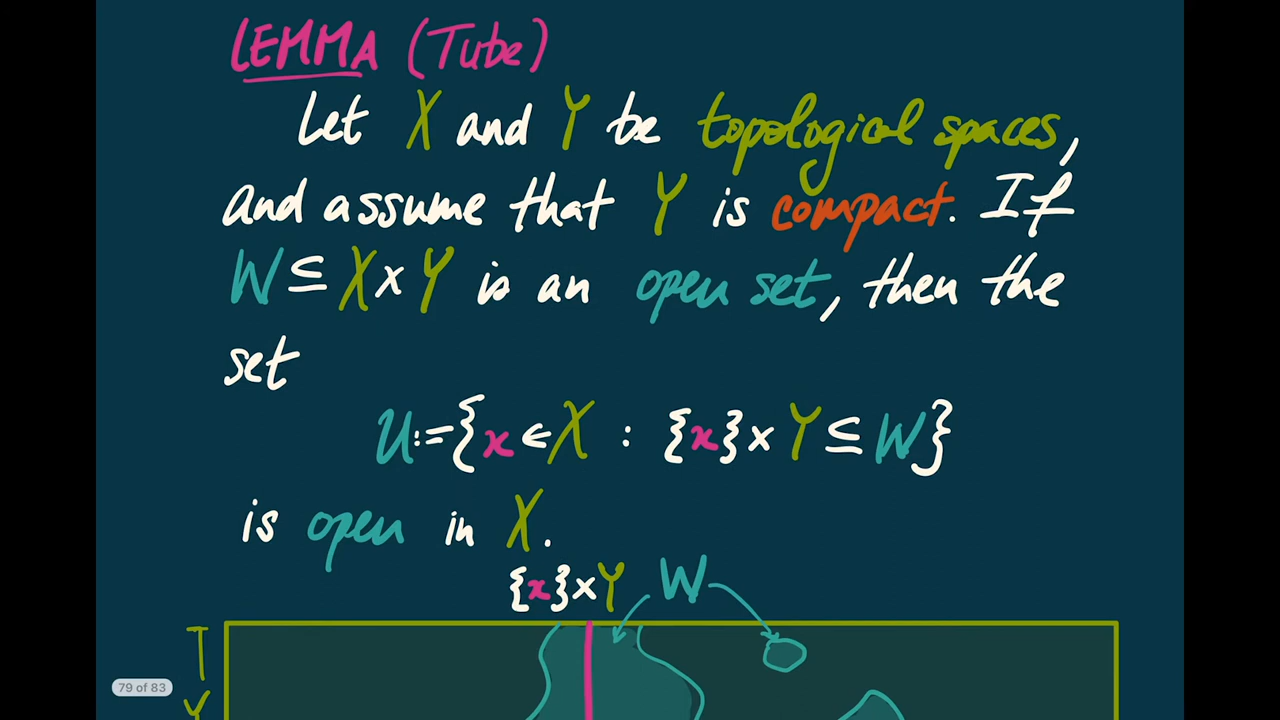 LEMMA (Tube)
Let X and Y be topological spaces,
and assume that Y is compact. If
W ⊆ X × Y is an open set, then the
set
U := {x ∈ X : {x} × Y ⊆ W}
is open in X.
{x} × Y W
Y
79 of 83